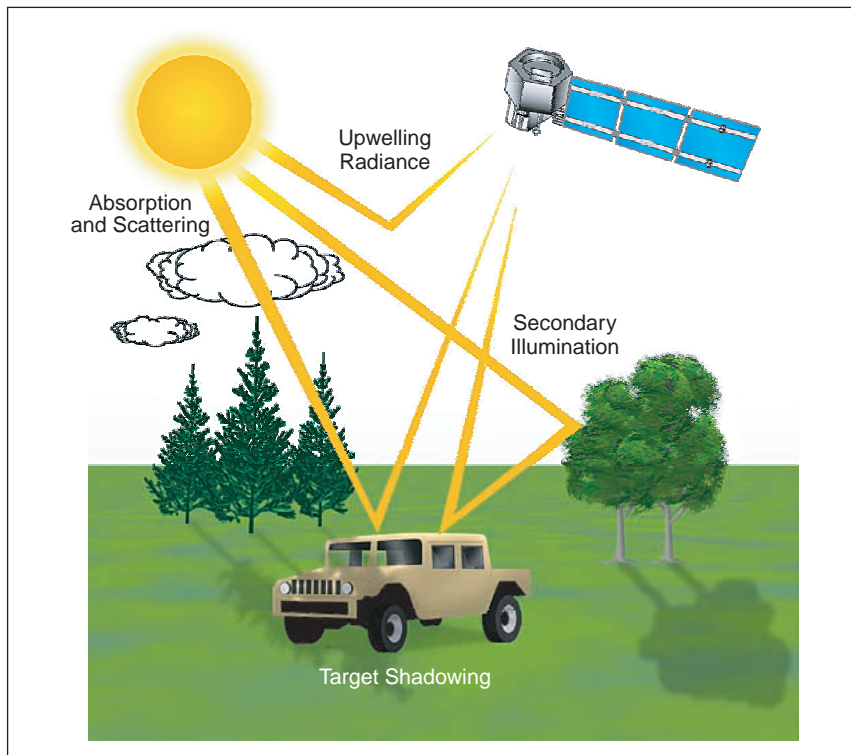 Upwelling
Radiance
Absorption
and Scattering
Secondary
Illumination
Target Shadowing